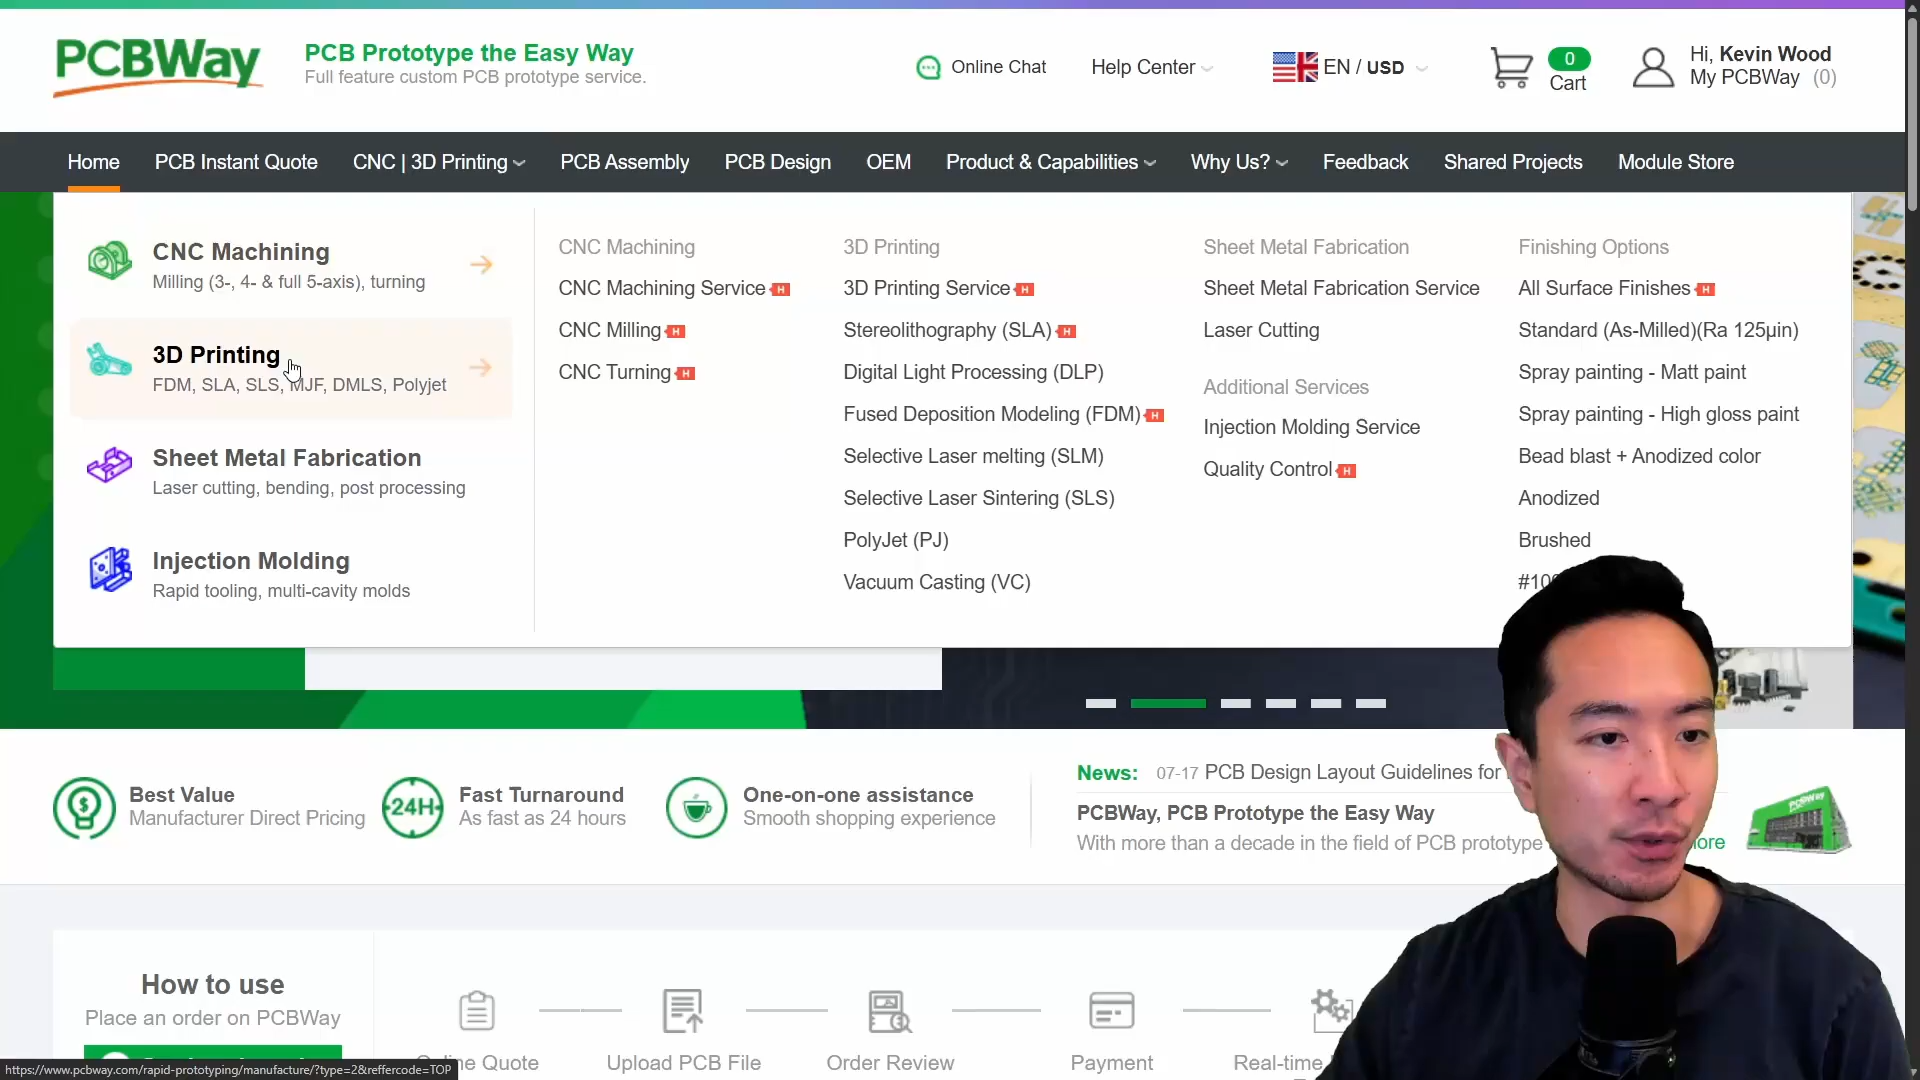 PCBWay
PCB Prototype the Easy Way
Full feature custom PCB prototype service.
Online Chat
Help Center
EN / USD
0
Cart
Hi, Kevin Wood
My PCBWay (0)
Home
PCB Instant Quote
CNC | 3D Printing
PCB Assembly
PCB Design
OEM
Product & Capabilities
Why Us?
Feedback
Shared Projects
Module Store
CNC Machining
Milling (3-, 4- & full 5-axis), turning
3D Printing
FDM, SLA, SLS, MJF, DMLS, Polyjet
Sheet Metal Fabrication
Laser cutting, bending, post processing
Injection Molding
Rapid tooling, multi-cavity molds
CNC Machining
CNC Machining Service H
CNC Milling H
CNC Turning H
3D Printing
3D Printing Service H
Stereolithography (SLA) H
Digital Light Processing (DLP)
Fused Deposition Modeling (FDM) H
Selective Laser melting (SLM)
Selective Laser Sintering (SLS)
PolyJet (PJ)
Vacuum Casting (VC)
Sheet Metal Fabrication
Sheet Metal Fabrication Service
Laser Cutting
Additional Services
Injection Molding Service
Quality Control H
Finishing Options
All Surface Finishes H
Standard (As-Milled)(Ra 125µin)
Spray painting - Matt paint
Spray painting - High gloss paint
Bead blast + Anodized color
Anodized
Brushed
Best Value
Manufacturer Direct Pricing
24H
Fast Turnaround
As fast as 24 hours
One-on-one assistance
Smooth shopping experience
News: 07-17 PCB Design Layout Guidelines for
PCBWay, PCB Prototype the Easy Way
With more than a decade in the field of PCB prototype
PCBWay
How to use
Place an order on PCBWay
Quote
Upload PCB File
Order Review
Payment
Real-time
https://www.pcbway.com/rapid-prototyping/manufacture/?type=2&reffercode=TOP